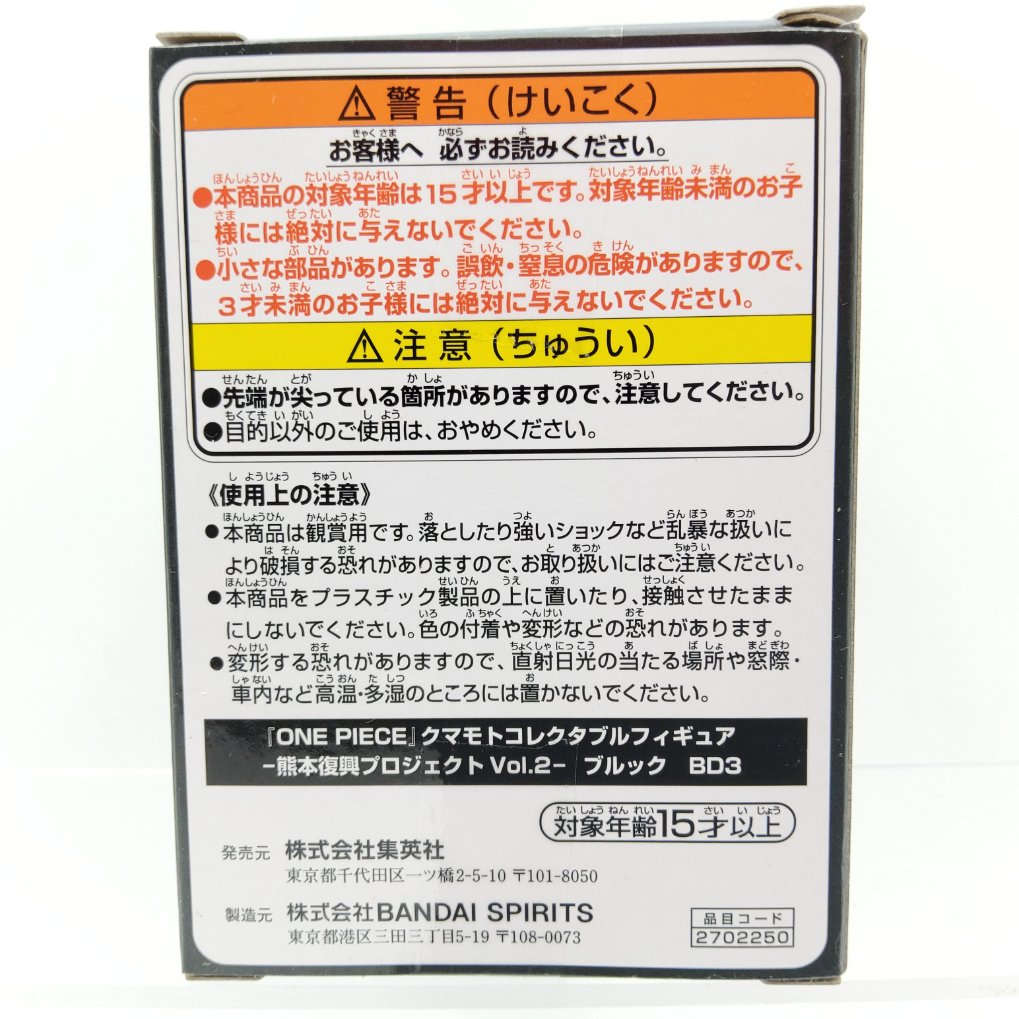 ⚠警告(けいこく)
お客様へ 必ずお読みください。
●本商品の対象年齢は15才以上です。対象年齢未満のお子
様には絶対に与えないでください。
●小さな部品があります。誤飲・窒息の危険がありますので、
3才未満のお子様には絶対に与えないでください。
⚠注意(ちゅうい)
●先端が尖っている箇所がありますので、注意してください。
●目的以外のご使用は、おやめください。
《使用上の注意》
●本商品は観賞用です。落としたり強いショックなど乱暴な扱いに
より破損する恐れがありますので、お取り扱いにはご注意ください。
●本商品をプラスチック製品の上に置いたり、接触させたまま
にしないでください。色の付着や変形などの恐れがあります。
●変形する恐れがありますので、直射日光の当たる場所や窓際・
車内など高温・多湿のところには置かないでください。
『ONE PIECE』クマモトコレクタブルフィギュア
-熊本復興プロジェクトVol.2- ブルック BD3
対象年齢15才以上
発売元 株式会社集英社
東京都千代田区一ツ橋2-5-10 〒101-8050
製造元 株式会社BANDAI SPIRITS
東京都港区三田三丁目5-19 〒108-0073
品目コード
2702250